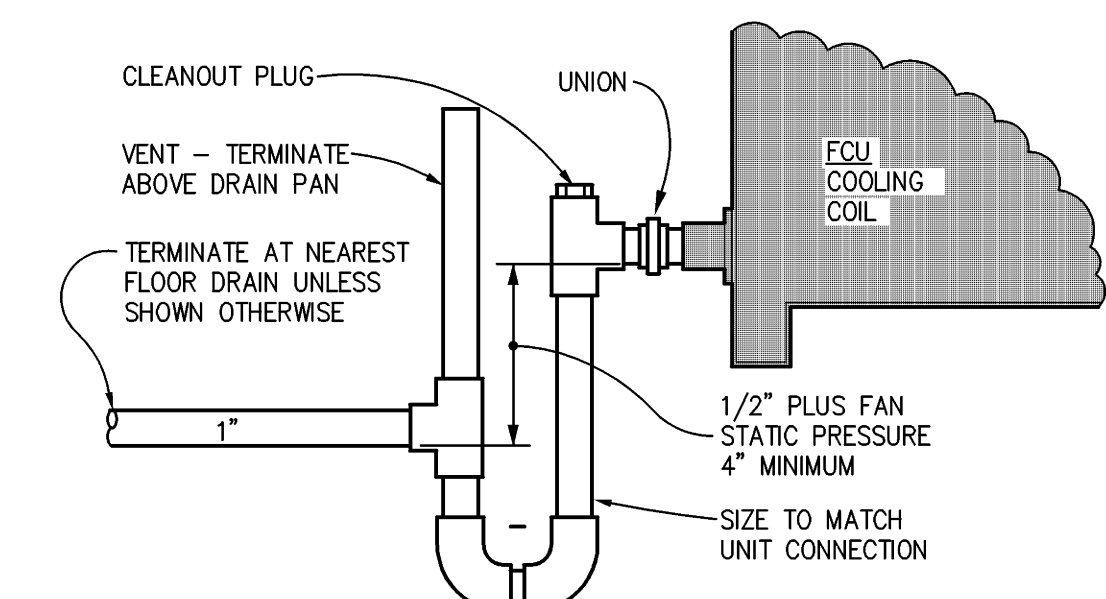 CLEANOUT PLUG
UNION
VENT – TERMINATE
ABOVE DRAIN PAN
FCU
COOLING
COIL
TERMINATE AT NEAREST
FLOOR DRAIN UNLESS
SHOWN OTHERWISE
1"
1/2" PLUS FAN
STATIC PRESSURE
4" MINIMUM
SIZE TO MATCH
UNIT CONNECTION